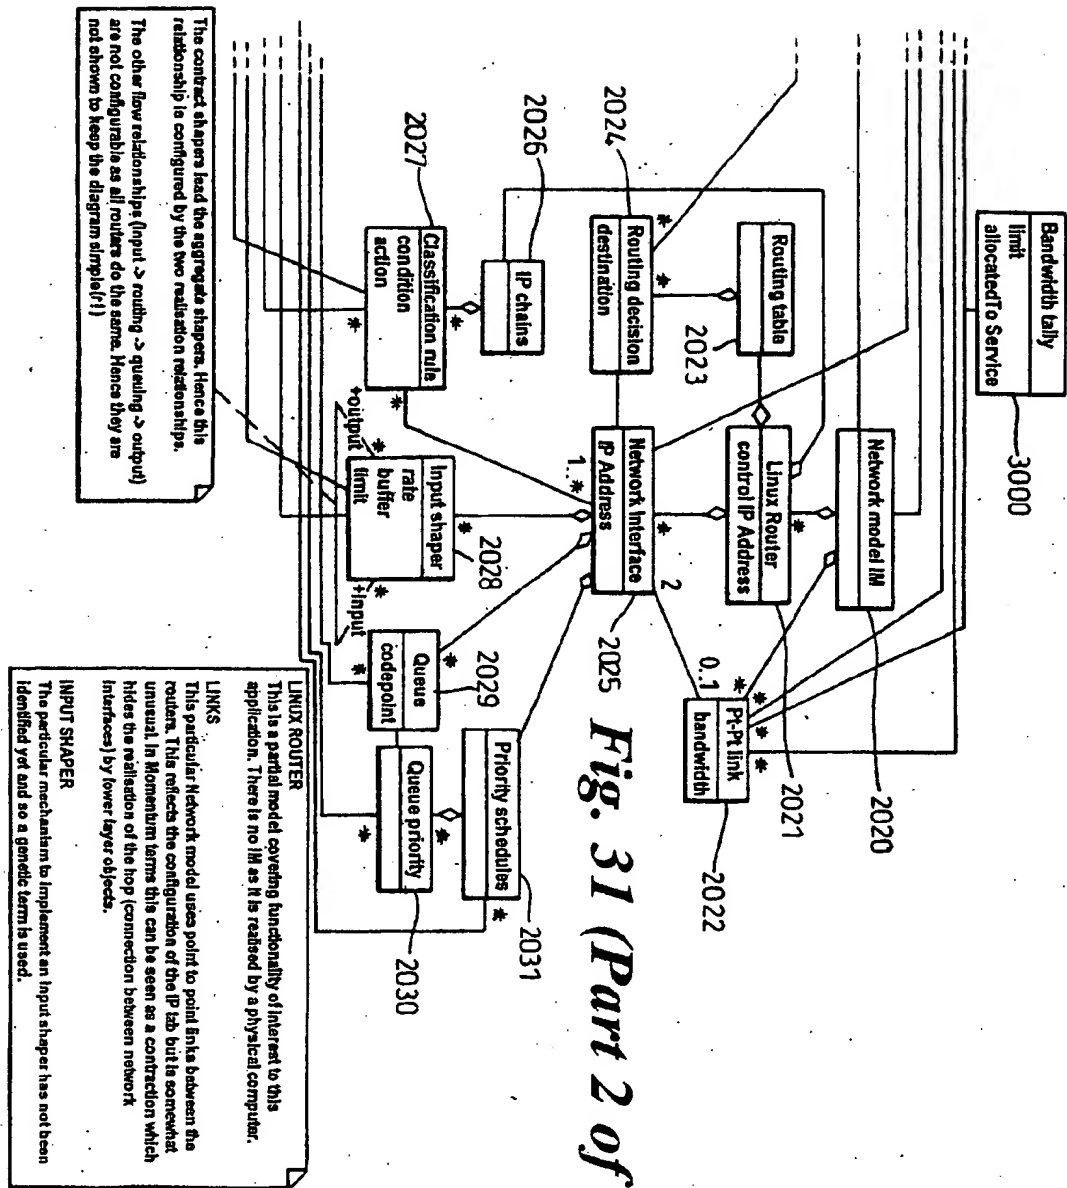 Bandwidth tally
limit
allocatedTo Service
3000
Network model IM
2020
Linux Router
control IP Address
2021
Pt-Pt link
bandwidth
2022
Routing table
2023
Routing decision
destination
2024
Network Interface
IP Address
2025
IP chains
2026
Classification rule
condition
action
2027
Input shaper
rate
buffer
limit
2028
Queue
codepoint
2029
Queue priority
2030
Priority schedules
2031
*
*
*
*
*
*
*
0..1
2
1...*
*
*
*
*
*
*
*
*
*
*
+output
+input
Fig. 31 (Part 2 of
The contract shapers lead the aggregate shapers. Hence this
relationship is configured by the two realisation relationships.
The other flow relationships (Input -> routing -> queuing -> output)
are not configurable as all routers do the same. Hence they are
not shown to keep the diagram simple(r1)
LINUX ROUTER
This is a partial model covering functionality of interest to this
application. There is no IM as it is realised by a physical computer.
LINKS
This particular Network model uses point to point links between the
routers. This reflects the configuration of the IP lab but is somewhat
unusual. In Momentum terms this can be seen as a contraction which
hides the realisation of the hop (connection between network
interfaces) by lower layer objects.
INPUT SHAPER
The particular mechanism to implement an Input shaper has not been
identified yet and so a genetic term is used.